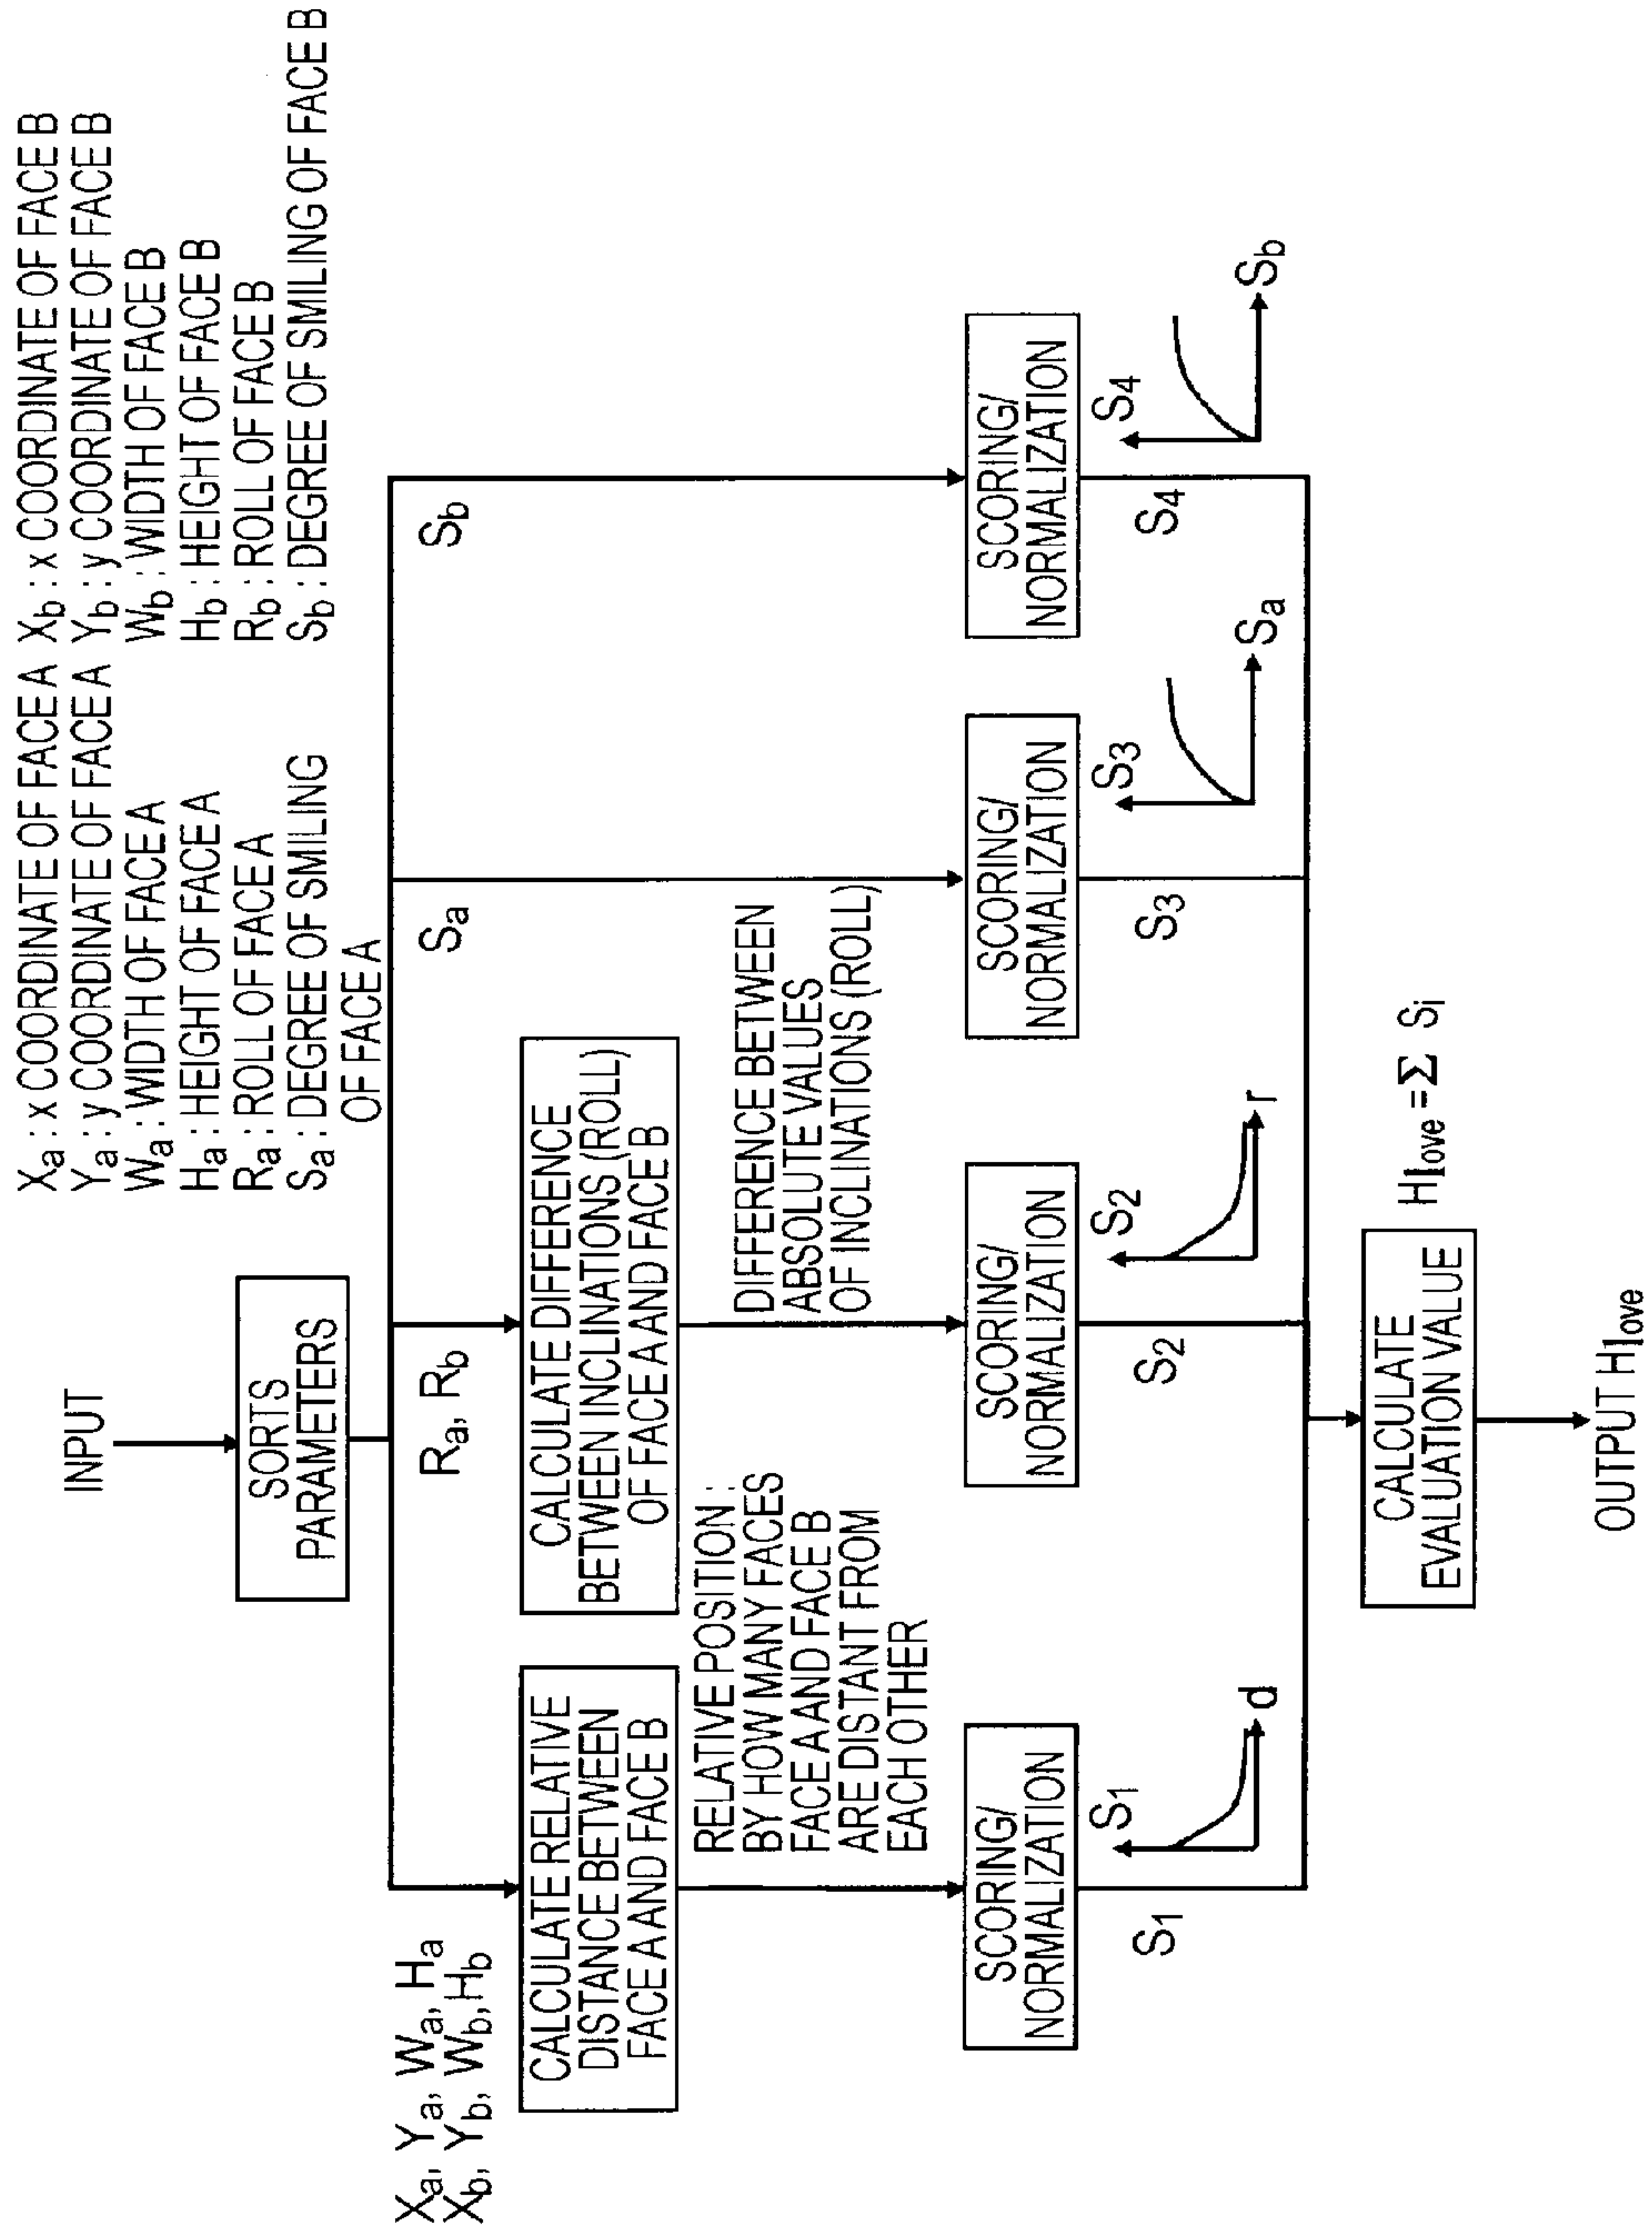 INPUT
SORTS
PARAMETERS
Xa : x COORDINATE OF FACE A
Ya : y COORDINATE OF FACE A
Wa : WIDTH OF FACE A
Ha : HEIGHT OF FACE A
Ra : ROLL OF FACE A
Sa : DEGREE OF SMILING
OF FACE A
Xb : x COORDINATE OF FACE B
Yb : y COORDINATE OF FACE B
Wb : WIDTH OF FACE B
Hb : HEIGHT OF FACE B
Rb : ROLL OF FACE B
Sb : DEGREE OF SMILING OF FACE B
Xa, Ya, Wa, Ha
Xb, Yb, Wb, Hb
Ra, Rb
Sa
Sb
CALCULATE RELATIVE
DISTANCE BETWEEN
FACE A AND FACE B
CALCULATE DIFFERENCE
BETWEEN INCLINATIONS (ROLL)
OF FACE A AND FACE B
RELATIVE POSITION :
BY HOW MANY FACES
FACE A AND FACE B
ARE DISTANT FROM
EACH OTHER
DIFFERENCE BETWEEN
ABSOLUTE VALUES
OF INCLINATIONS (ROLL)
SCORING/
NORMALIZATION
SCORING/
NORMALIZATION
SCORING/
NORMALIZATION
SCORING/
NORMALIZATION
S1
S1
d
S2
S2
r
S3
S3
Sa
S4
S4
Sb
CALCULATE
EVALUATION VALUE
Hlove = Σ Si
OUTPUT Hlove